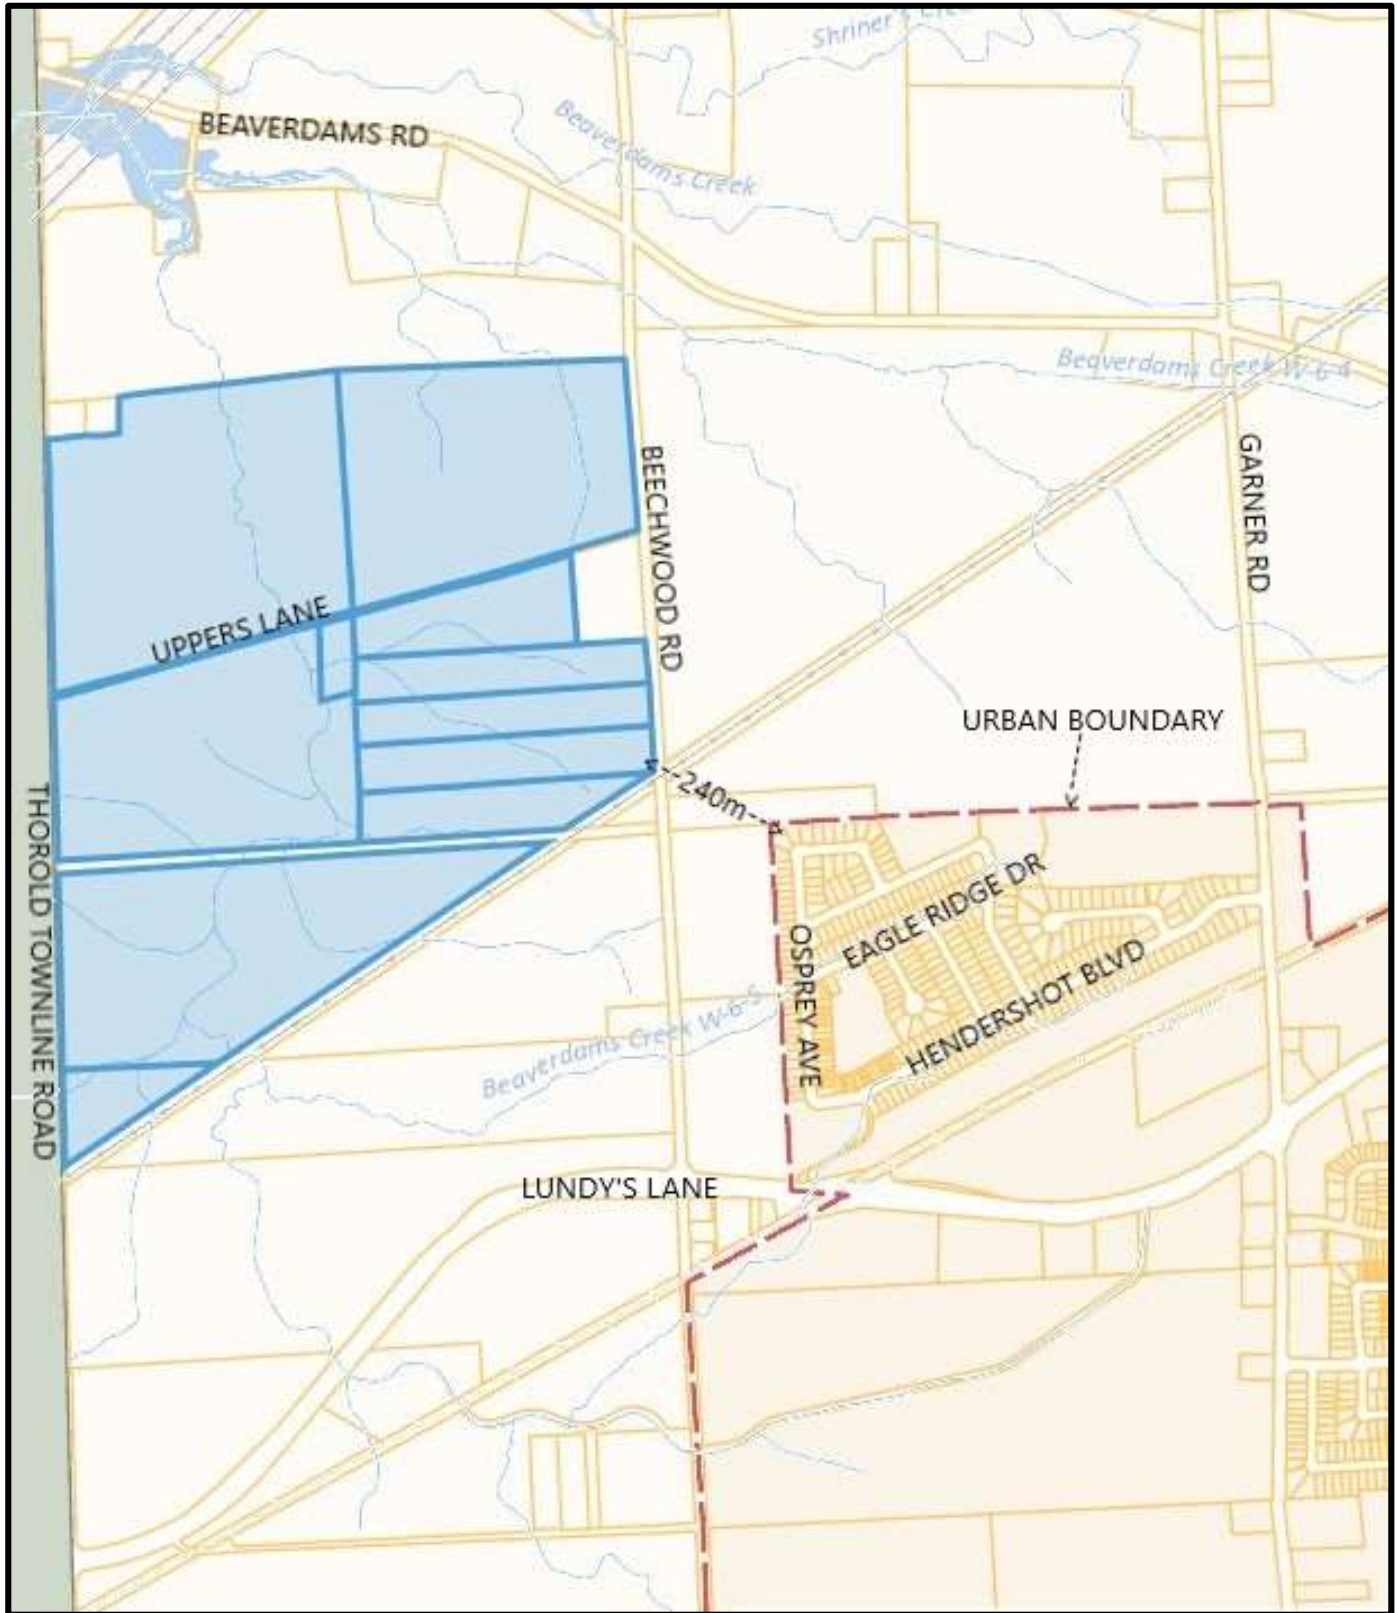 Shriner's Cree
BEAVERDAMS RD
Beaverdams Creek
Beaverdams Creek W-6-4
GARNER RD
BEECHWOOD RD
UPPERS LANE
URBAN BOUNDARY
240m
THOROLD TOWNLINE ROAD
EAGLE RIDGE DR
OSPREY AVE
HENDERSHOT BLVD
Beaverdams Creek W-6-5
LUNDY'S LANE